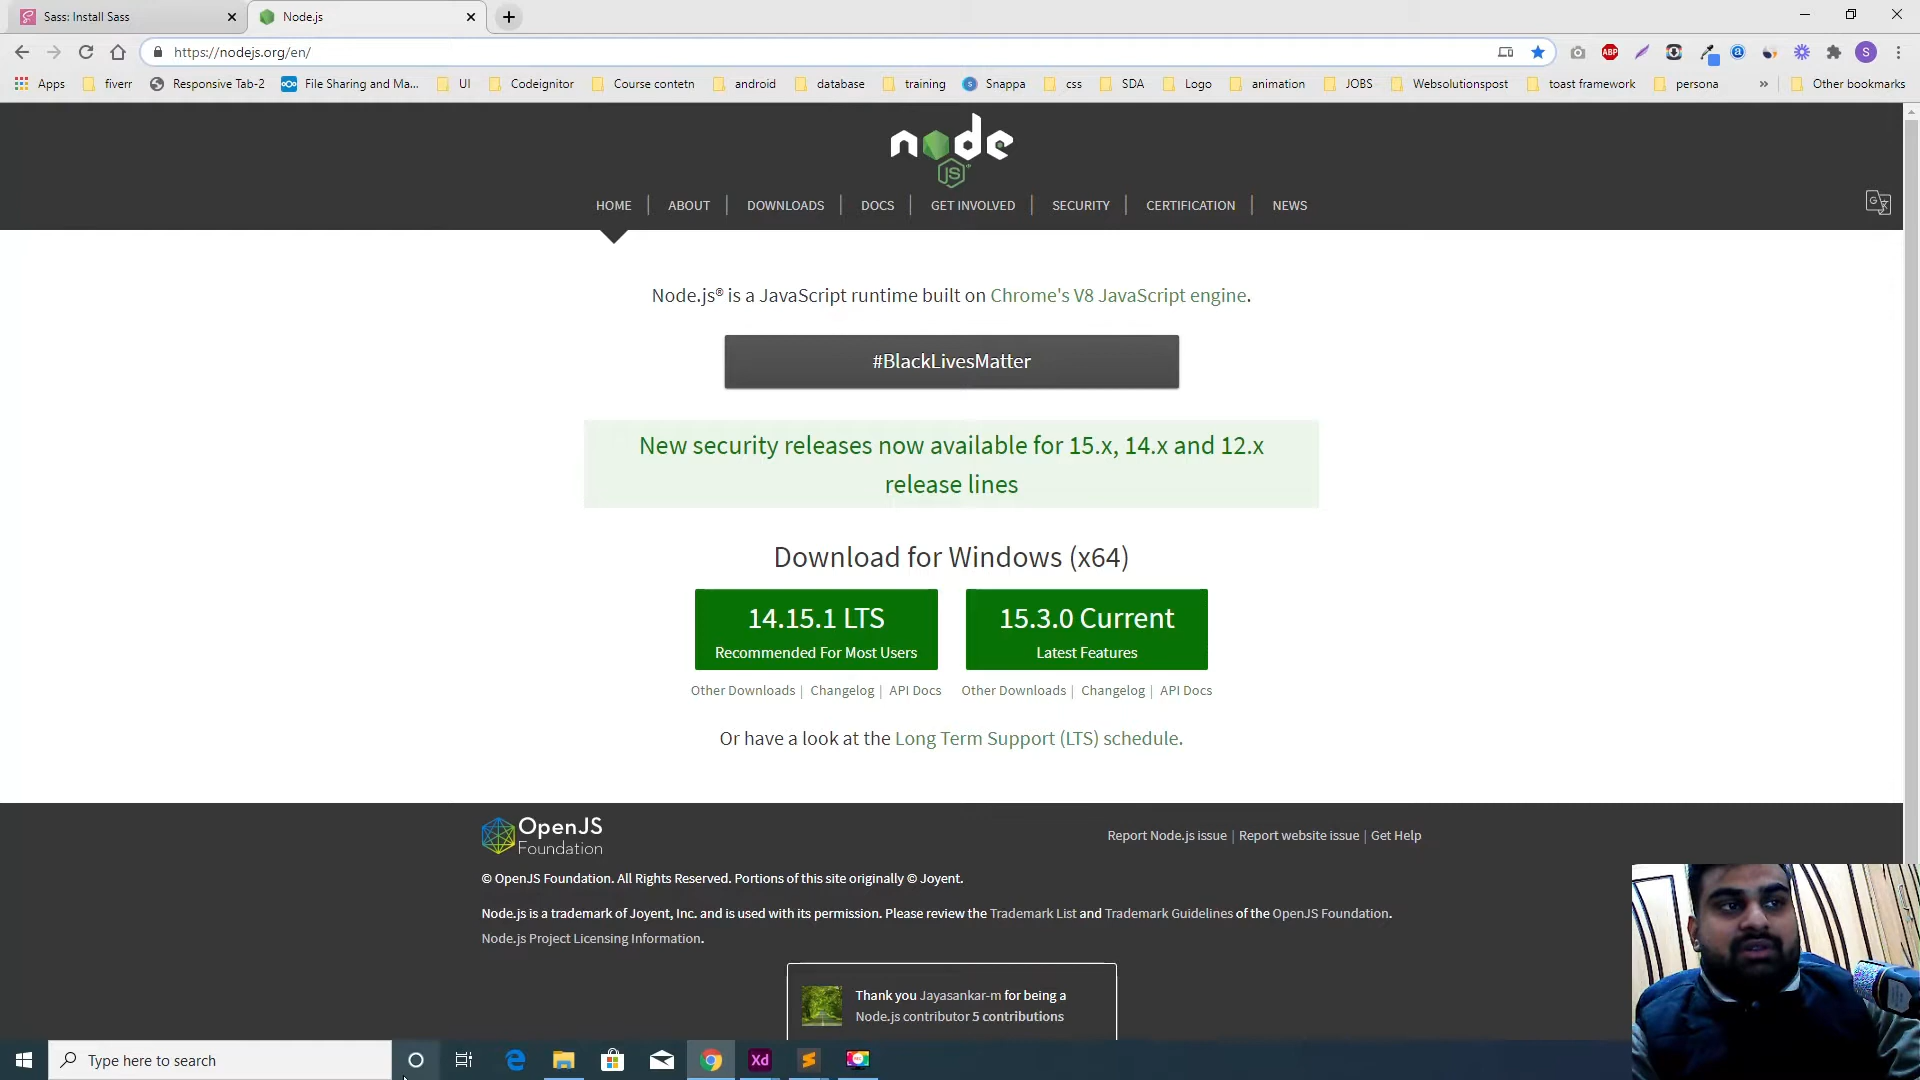 Sass: Install Sass
Node.js
https://nodejs.org/en/
ABP
S
Apps
fiverr
Responsive Tab-2
File Sharing and Ma...
UI
Codeignitor
Course contetn
android
database
training
Snappa
css
SDA
Logo
animation
JOBS
Websolutionspost
toast framework
persona
»
Other bookmarks
node
JS
HOME
ABOUT
DOWNLOADS
DOCS
GET INVOLVED
SECURITY
CERTIFICATION
NEWS
Node.js® is a JavaScript runtime built on Chrome's V8 JavaScript engine.
#BlackLivesMatter
New security releases now available for 15.x, 14.x and 12.x
release lines
Download for Windows (x64)
14.15.1 LTS
Recommended For Most Users
15.3.0 Current
Latest Features
Other Downloads | Changelog | API Docs
Other Downloads | Changelog | API Docs
Or have a look at the Long Term Support (LTS) schedule.
OpenJS
Foundation
Report Node.js issue | Report website issue | Get Help
© OpenJS Foundation. All Rights Reserved. Portions of this site originally © Joyent.
Node.js is a trademark of Joyent, Inc. and is used with its permission. Please review the Trademark List and Trademark Guidelines of the OpenJS Foundation.
Node.js Project Licensing Information.
Thank you Jayasankar-m for being a
Node.js contributor 5 contributions
Type here to search
Xd